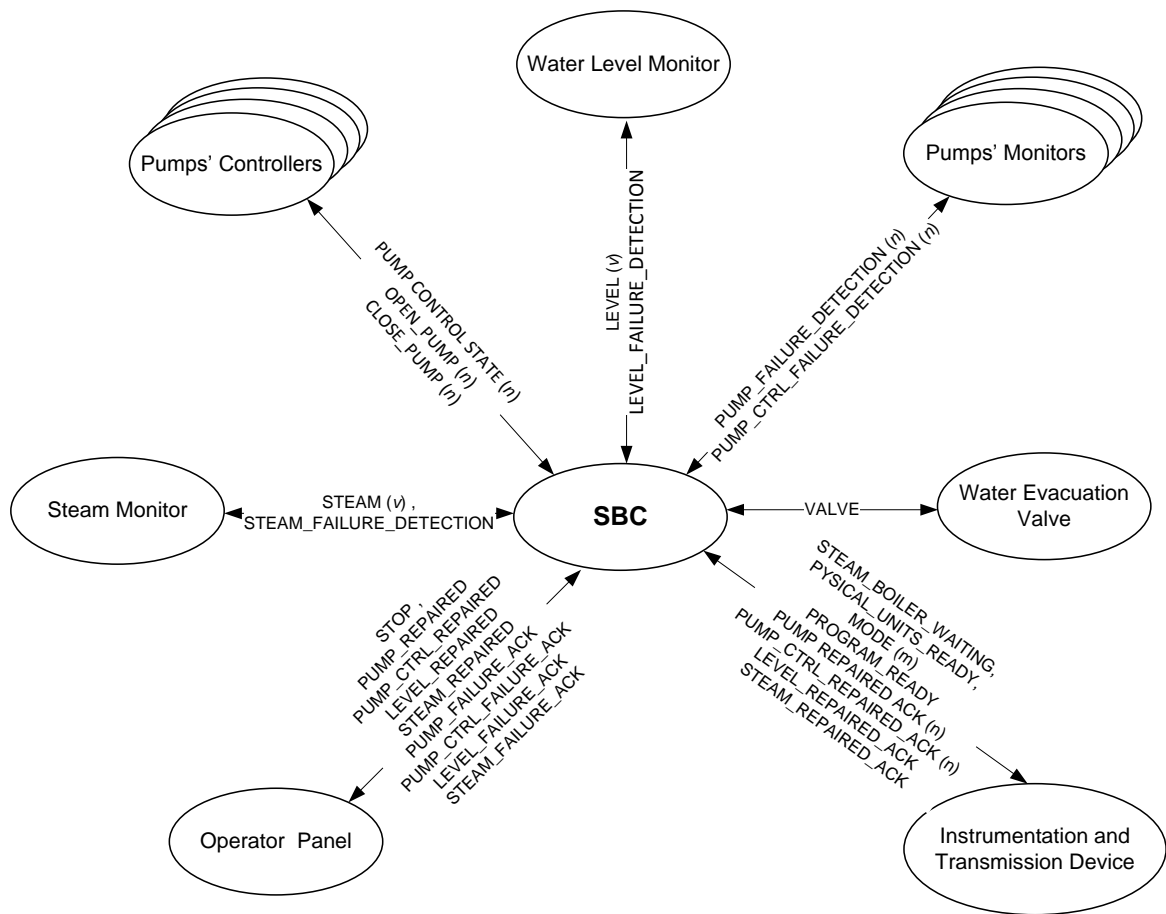 Water Level Monitor
Pumps' Controllers
Pumps' Monitors
PUMP CONTROL STATE (n)
OPEN_PUMP (n)
CLOSE_PUMP (n)
LEVEL (v)
LEVEL_FAILURE_DETECTION
PUMP_FAILURE_DETECTION (n)
PUMP_CTRL_FAILURE_DETECTION (n)
Steam Monitor
STEAM (v) ,
STEAM_FAILURE_DETECTION
SBC
VALVE
Water Evacuation
Valve
STOP ,
PUMP_REPAIRED
PUMP_CTRL_REPAIRED
LEVEL_REPAIRED
STEAM_REPAIRED
PUMP_FAILURE_ACK
PUMP_CTRL_FAILURE_ACK
LEVEL_FAILURE_ACK
STEAM_FAILURE_ACK
STEAM_BOILER_WAITING,
PYSICAL_UNITS_READY,
MODE (m)
PROGRAM_READY
PUMP REPAIRED ACK (n)
PUMP_CTRL_REPAIRED_ACK (n)
LEVEL_REPAIRED_ACK
STEAM_REPAIRED_ACK
Operator Panel
Instrumentation and
Transmission Device